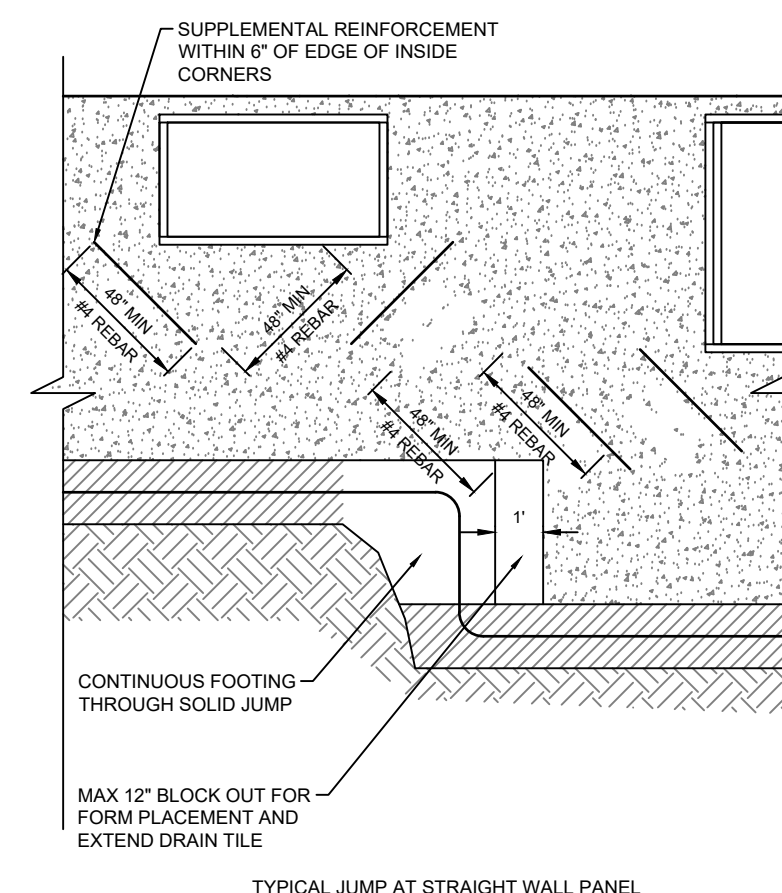 SUPPLEMENTAL REINFORCEMENT
WITHIN 6" OF EDGE OF INSIDE
CORNERS
48" MIN
#4 REBAR
48" MIN
#4 REBAR
48" MIN
#4 REBAR
48" MIN
#4 REBAR
1'
CONTINUOUS FOOTING
THROUGH SOLID JUMP
MAX 12" BLOCK OUT FOR
FORM PLACEMENT AND
EXTEND DRAIN TILE
TYPICAL JUMP AT STRAIGHT WALL PANEL